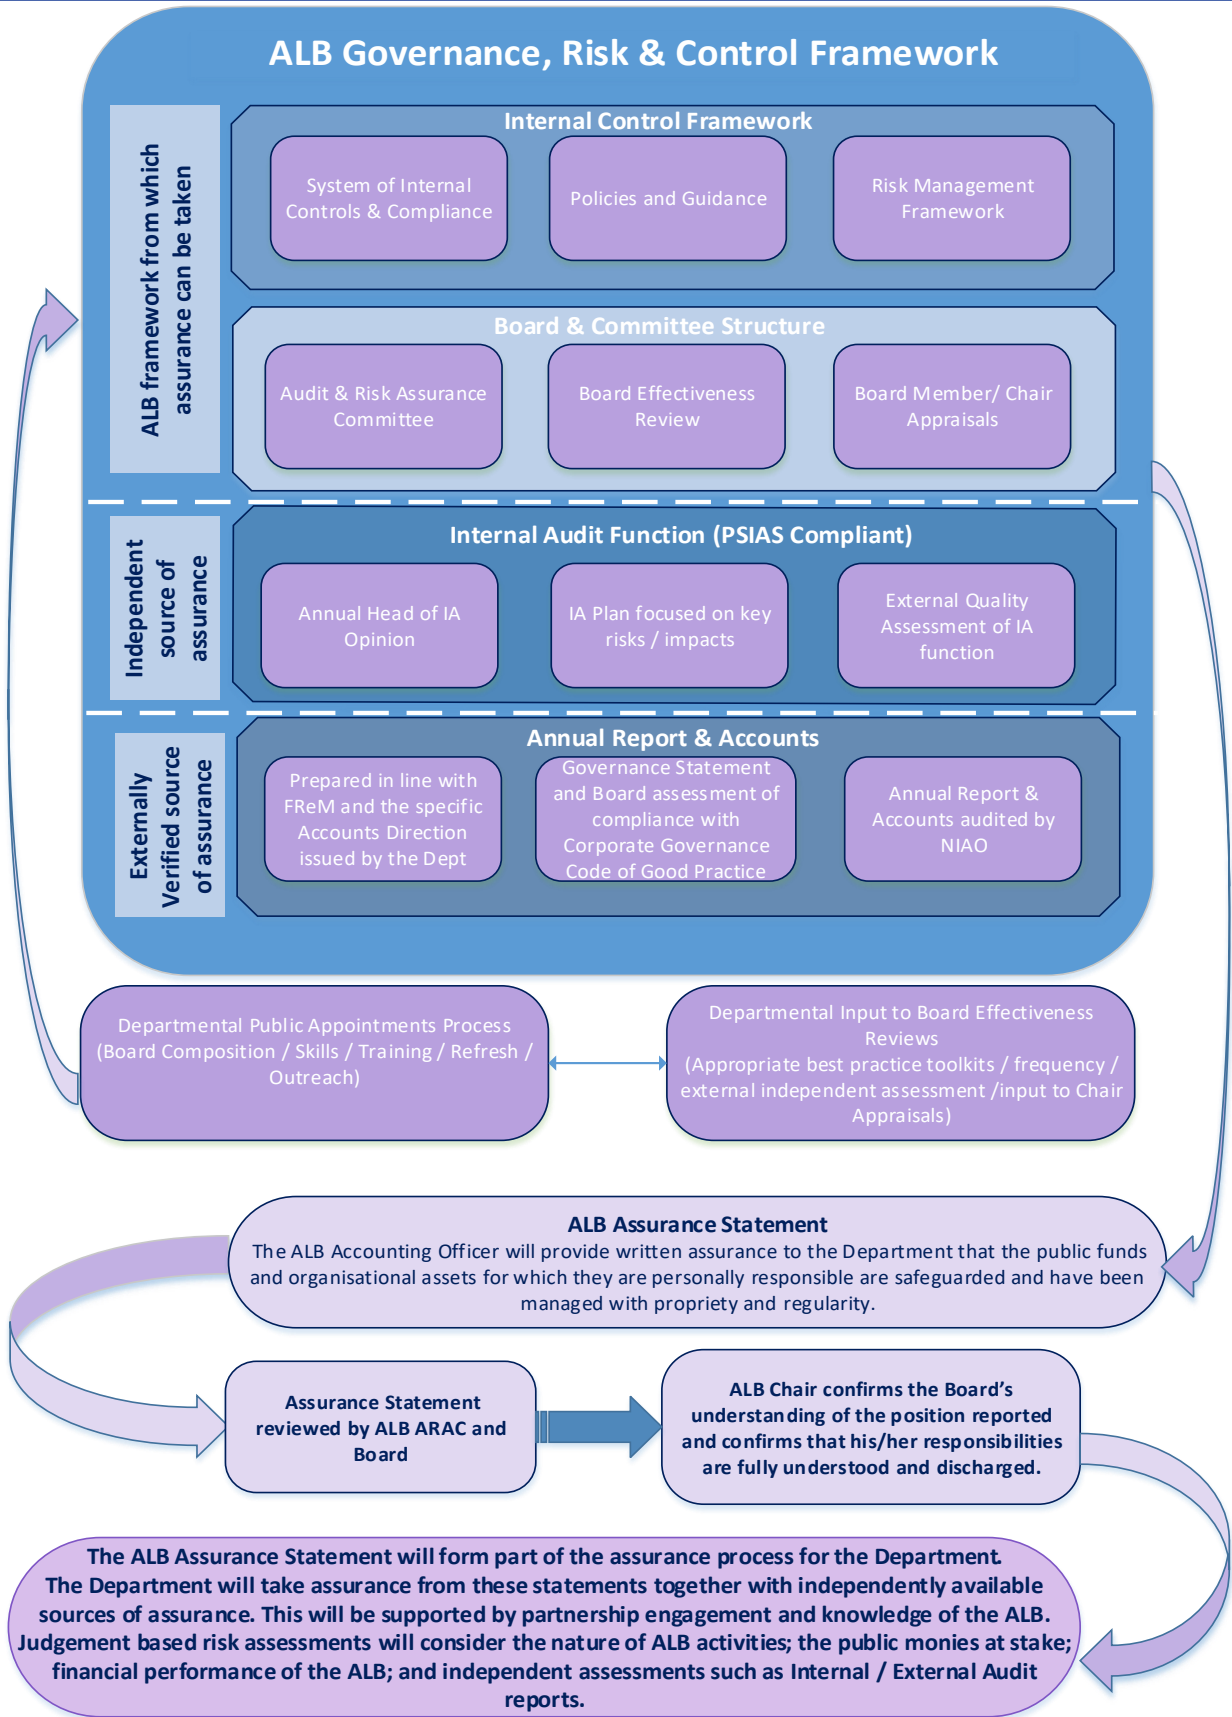 ALB Governance, Risk & Control Framework
ALB framework from which
assurance can be taken
Internal Control Framework
System of Internal
Controls & Compliance
Policies and Guidance
Risk Management
Framework
Board & Committee Structure
Audit & Risk Assurance
Committee
Board Effectiveness
Review
Board Member/ Chair
Appraisals
Independent
source of
assurance
Internal Audit Function (PSIAS Compliant)
Annual Head of IA
Opinion
IA Plan focused on key
risks / impacts
External Quality
Assessment of IA
function
Externally
Verified source
of assurance
Annual Report & Accounts
Prepared in line with
FReM and the specific
Accounts Direction
issued by the Dept
Governance Statement
and Board assessment of
compliance with
Corporate Governance
Code of Good Practice
Annual Report &
Accounts audited by
NIAO
Departmental Public Appointments Process
(Board Composition / Skills / Training / Refresh /
Outreach)
Departmental Input to Board Effectiveness
Reviews
(Appropriate best practice toolkits / frequency /
external independent assessment /input to Chair
Appraisals)
ALB Assurance Statement
The ALB Accounting Officer will provide written assurance to the Department that the public funds
and organisational assets for which they are personally responsible are safeguarded and have been
managed with propriety and regularity.
Assurance Statement
reviewed by ALB ARAC and
Board
ALB Chair confirms the Board's
understanding of the position reported
and confirms that his/her responsibilities
are fully understood and discharged.
The ALB Assurance Statement will form part of the assurance process for the Department.
The Department will take assurance from these statements together with independently available
sources of assurance. This will be supported by partnership engagement and knowledge of the ALB.
Judgement based risk assessments will consider the nature of ALB activities; the public monies at stake;
financial performance of the ALB; and independent assessments such as Internal / External Audit
reports.